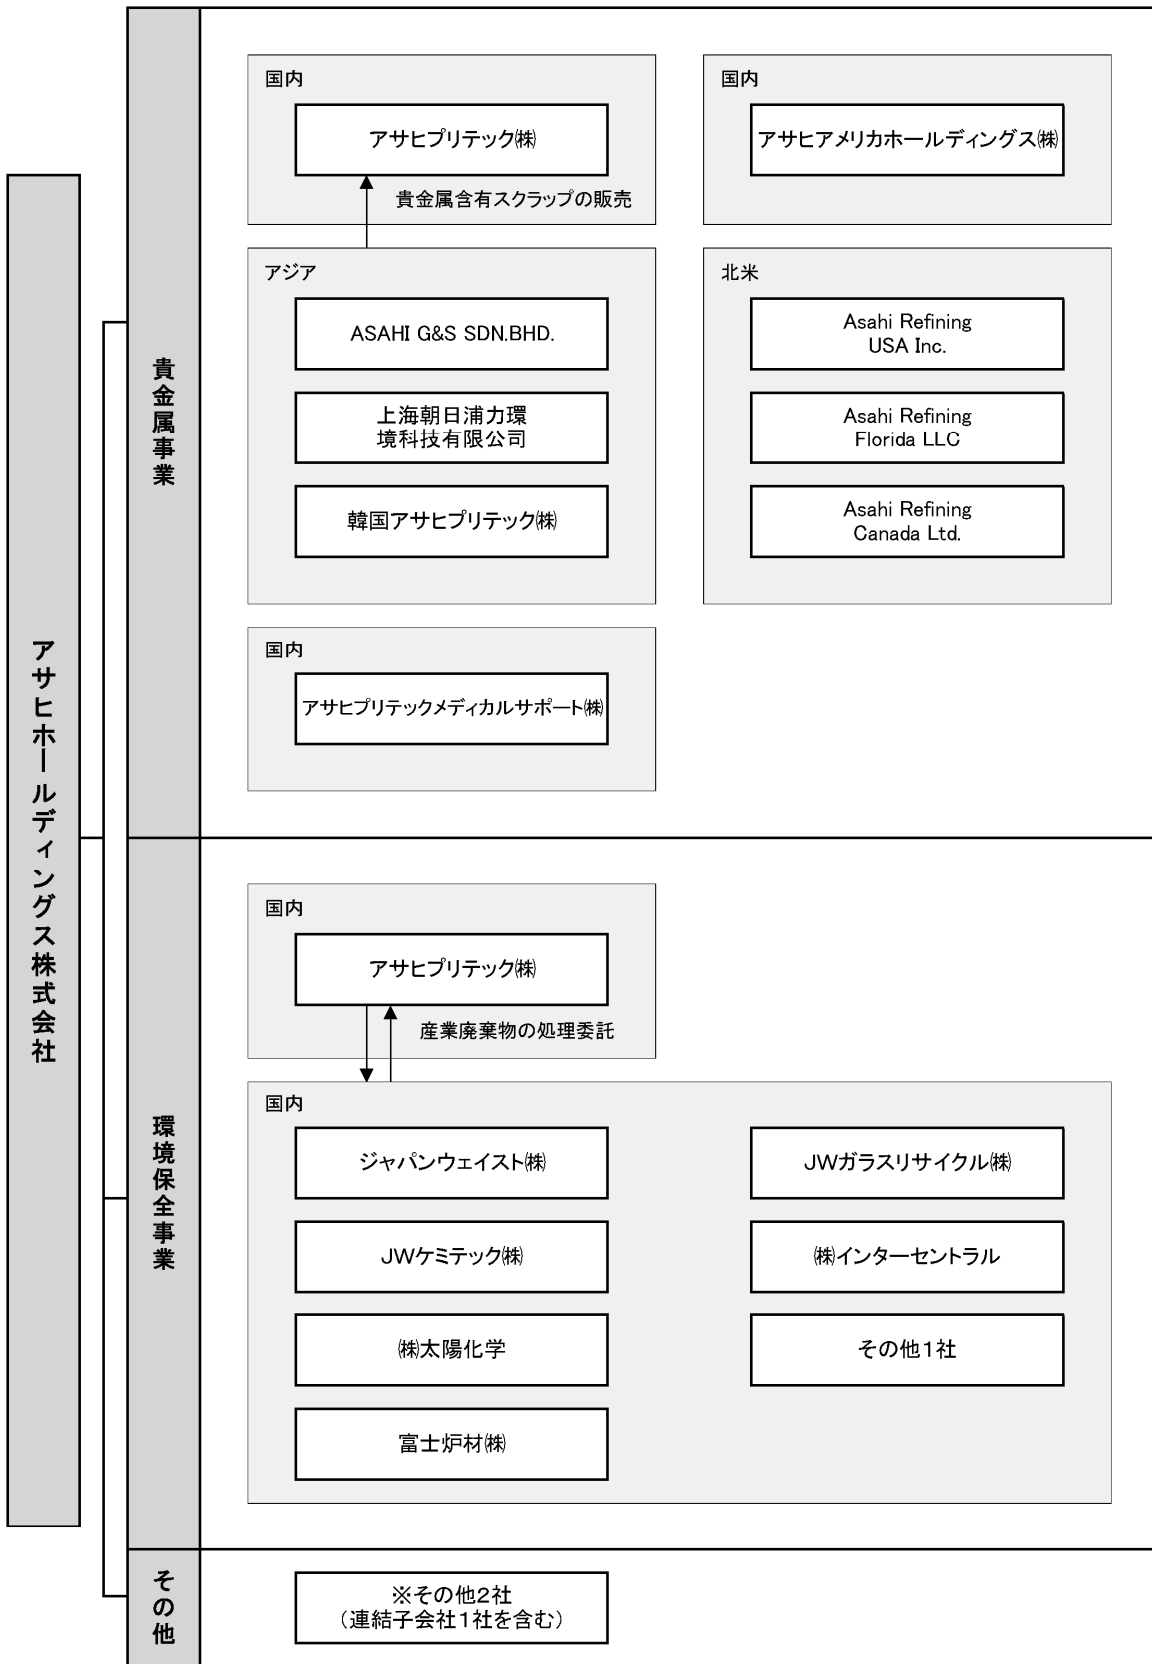 アサヒホールディングス株式会社
貴金属事業
国内
アサヒプリテック㈱
貴金属含有スクラップの販売
国内
アサヒアメリカホールディングス㈱
アジア
ASAHI G&S SDN.BHD.
上海朝日浦力環
境科技有限公司
韓国アサヒプリテック㈱
北米
Asahi Refining
USA Inc.
Asahi Refining
Florida LLC
Asahi Refining
Canada Ltd.
国内
アサヒプリテックメディカルサポート㈱
環境保全事業
国内
アサヒプリテック㈱
産業廃棄物の処理委託
国内
ジャパンウェイスト㈱
JWガラスリサイクル㈱
JWケミテック㈱
㈱インターセントラル
㈱太陽化学
その他1社
富士炉材㈱
その他
※その他2社
（連結子会社1社を含む）